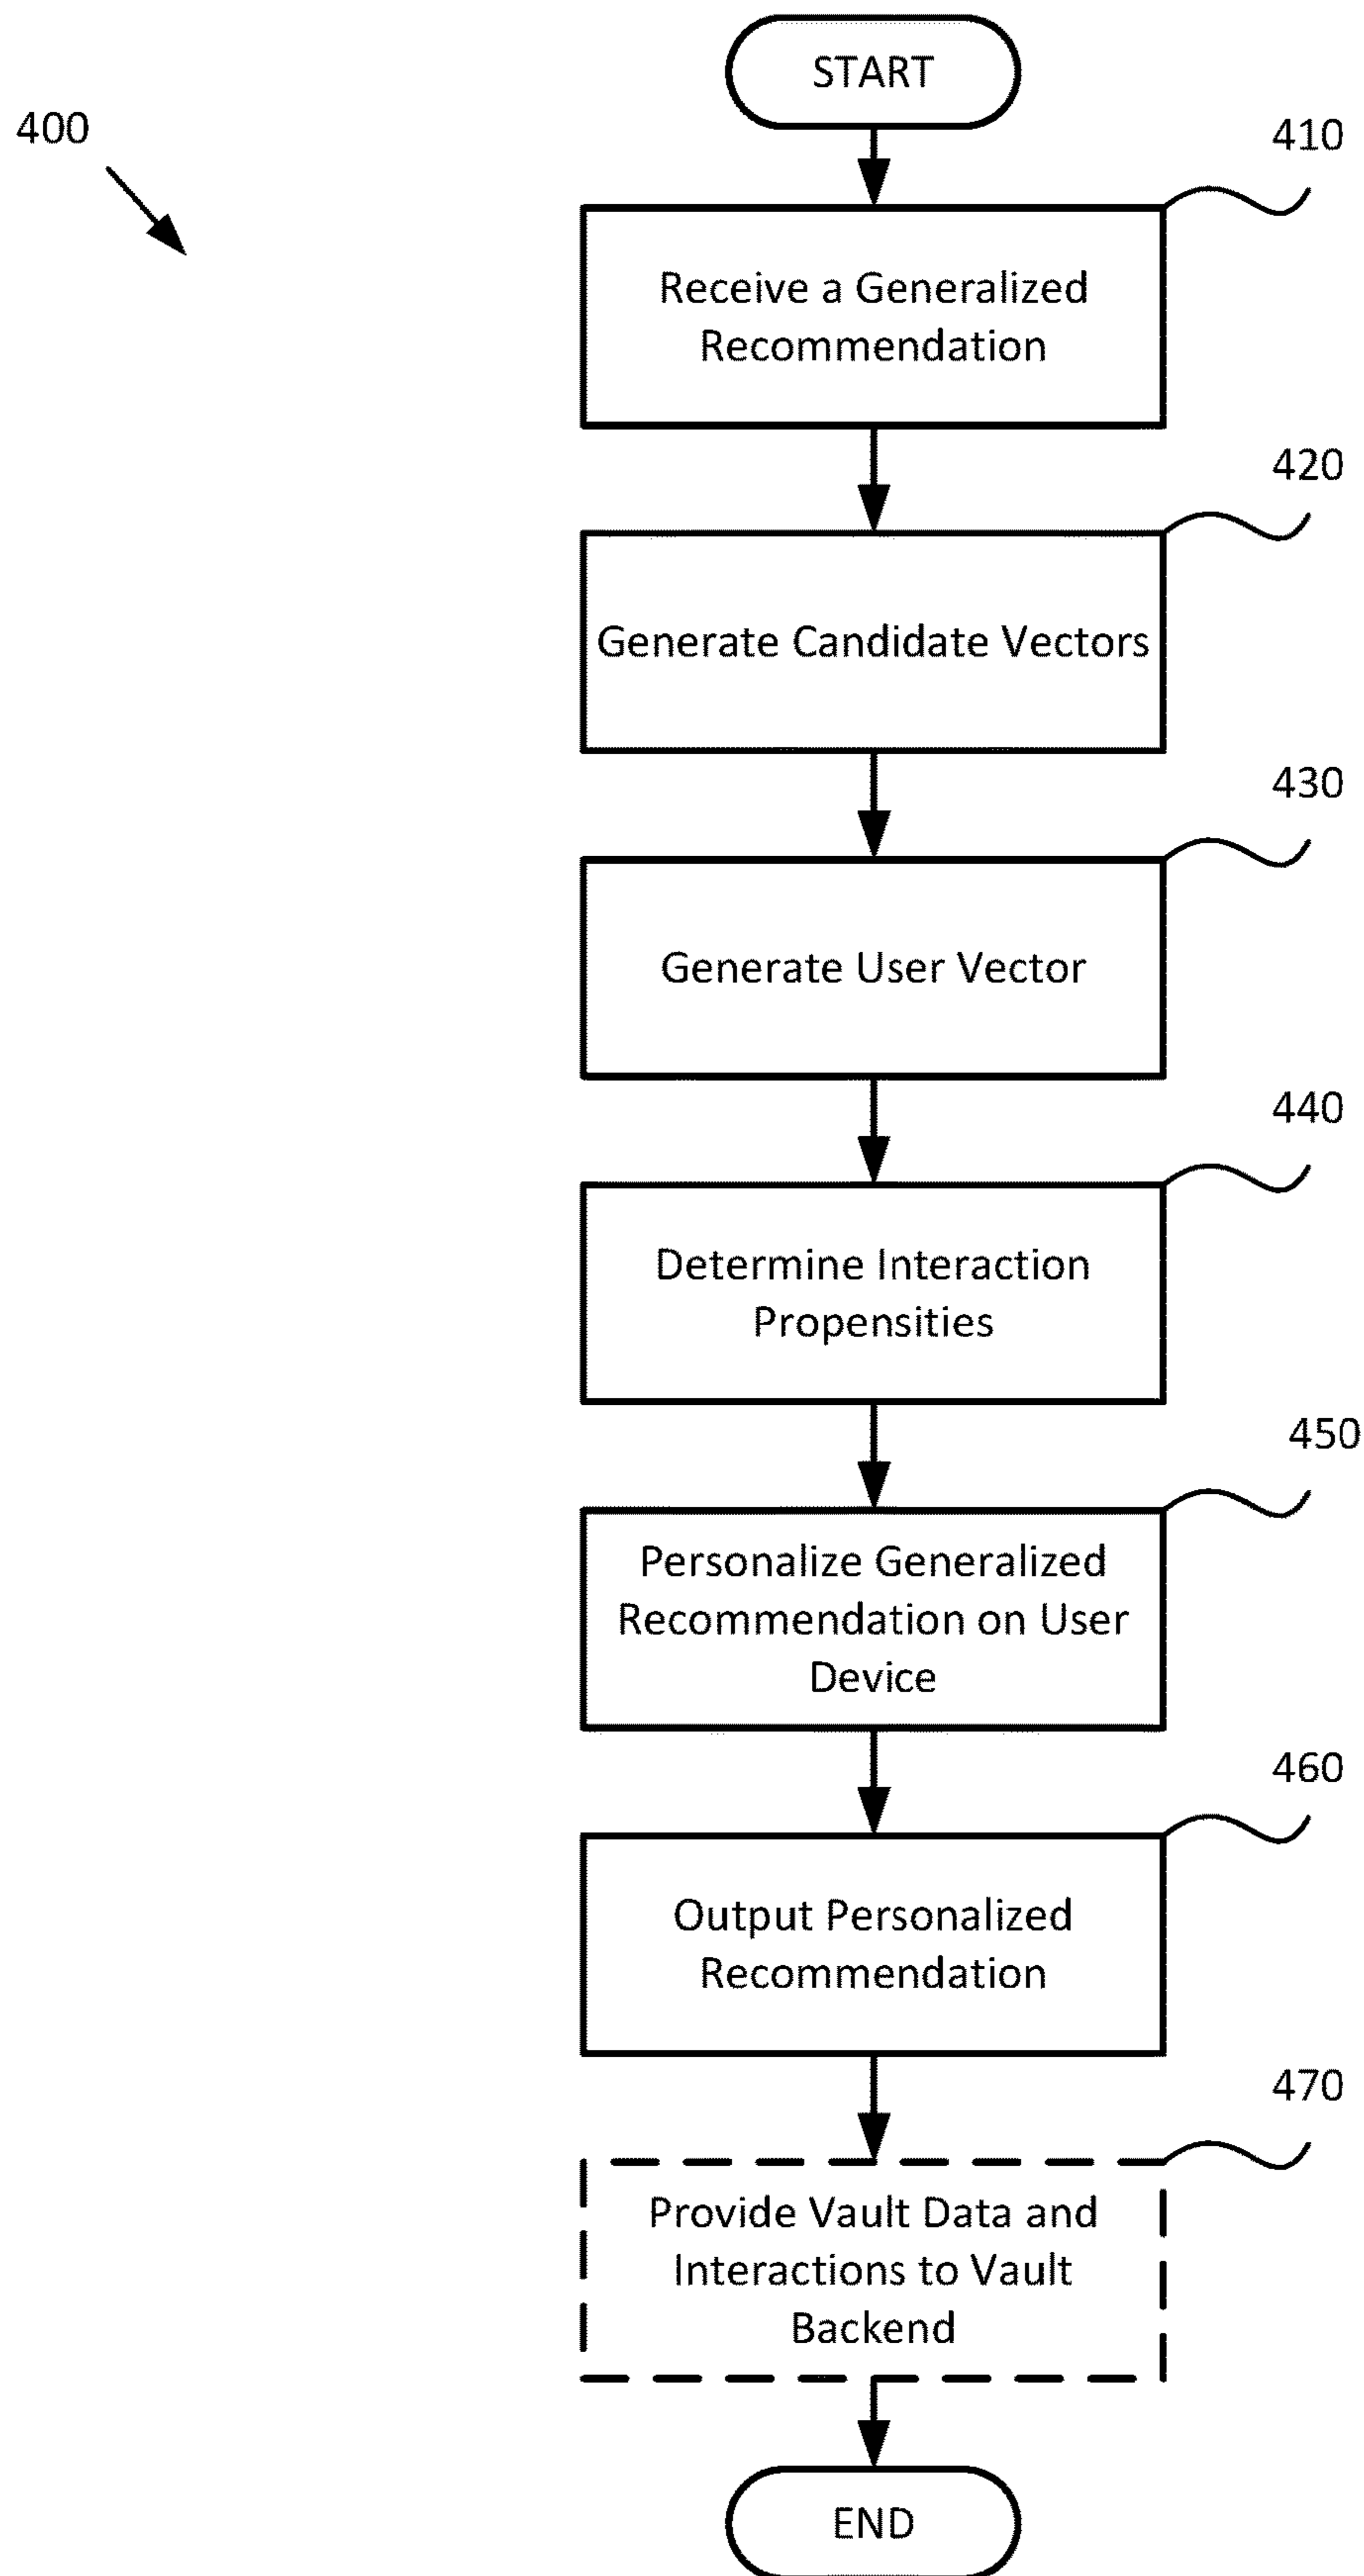 START
400
410
Receive a Generalized
Recommendation
420
Generate Candidate Vectors
430
Generate User Vector
440
Determine Interaction
Propensities
450
Personalize Generalized
Recommendation on User
Device
460
Output Personalized
Recommendation
470
Provide Vault Data and
Interactions to Vault
Backend
END